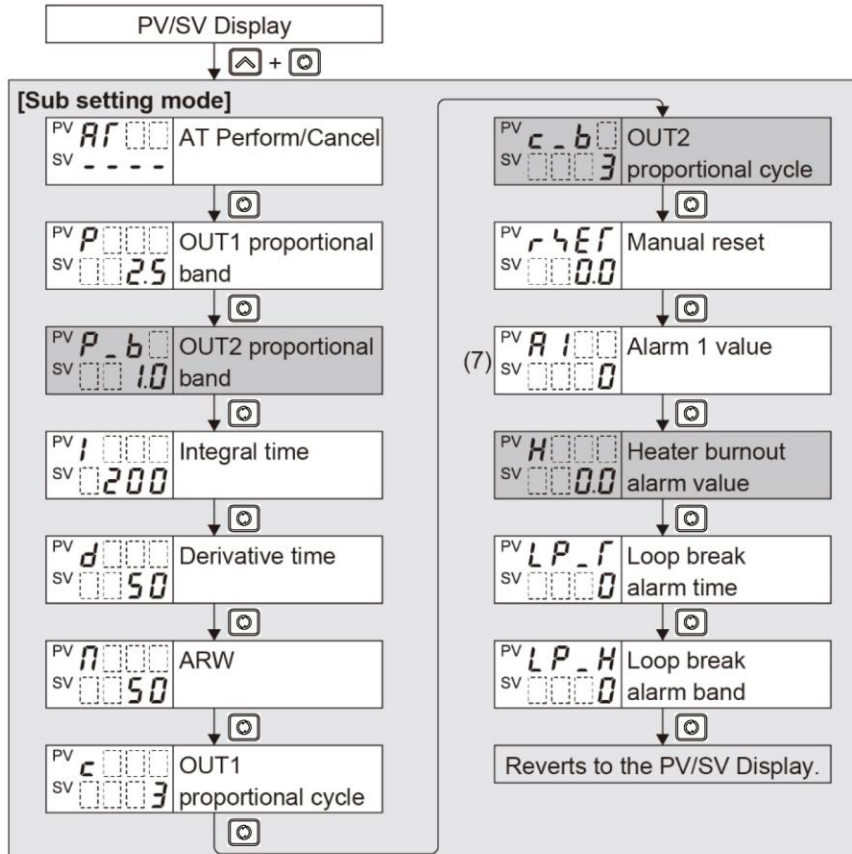 PV/SV Display
+
[Sub setting mode]
PV AT
SV ----
AT Perform/Cancel
PV P
SV 2.5
OUT1 proportional
band
PV P_b
SV 1.0
OUT2 proportional
band
PV I
SV 200
Integral time
PV d
SV 50
Derivative time
PV
SV 50
ARW
PV c
SV 3
OUT1
proportional cycle
PV c_b
SV 3
OUT2
proportional cycle
PV
SV 0.0
Manual reset
(7)
PV A1
SV 0
Alarm 1 value
PV H
SV 0.0
Heater burnout
alarm value
PV LP_T
SV 0
Loop break
alarm time
PV LP_H
SV 0
Loop break
alarm band
Reverts to the PV/SV Display.